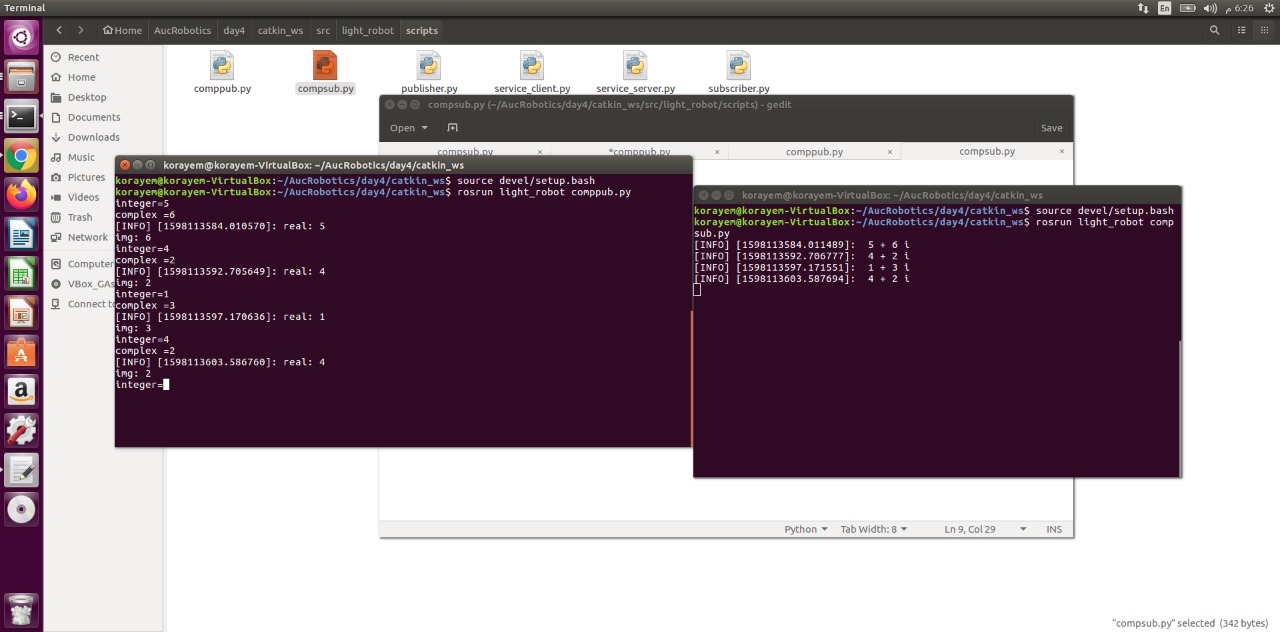 Terminal
En
م 6:26
Home AucRobotics day4 catkin_ws src light_robot scripts
Recent
Home
Desktop
Documents
Downloads
Music
Pictures
Videos
Trash
Network
Computer
VBox_GAs
Connect t
comppub.py compsub.py publisher.py service_client.py service_server.py subscriber.py
compsub.py (~/AucRobotics/day4/catkin_ws/src/light_robot/scripts) - gedit
Open Save
compsub.py × *comppub.py × comppub.py × compsub.py ×
korayem@korayem-VirtualBox: ~/AucRobotics/day4/catkin_ws
korayem@korayem-VirtualBox:~/AucRobotics/day4/catkin_ws$ source devel/setup.bash
korayem@korayem-VirtualBox:~/AucRobotics/day4/catkin_ws$ rosrun light_robot comppub.py
integer=5
complex =6
[INFO] [1598113584.010570]: real: 5
img: 6
integer=4
complex =2
[INFO] [1598113592.705649]: real: 4
img: 2
integer=1
complex =3
[INFO] [1598113597.170636]: real: 1
img: 3
integer=4
complex =2
[INFO] [1598113603.586760]: real: 4
img: 2
integer=
korayem@korayem-VirtualBox: ~/AucRobotics/day4/catkin_ws
korayem@korayem-VirtualBox:~/AucRobotics/day4/catkin_ws$ source devel/setup.bash
korayem@korayem-VirtualBox:~/AucRobotics/day4/catkin_ws$ rosrun light_robot comp
sub.py
[INFO] [1598113584.011489]:  5 + 6 i
[INFO] [1598113592.706777]:  4 + 2 i
[INFO] [1598113597.171551]:  1 + 3 i
[INFO] [1598113603.587694]:  4 + 2 i
Python Tab Width: 8 Ln 9, Col 29 INS
"compsub.py" selected (342 bytes)